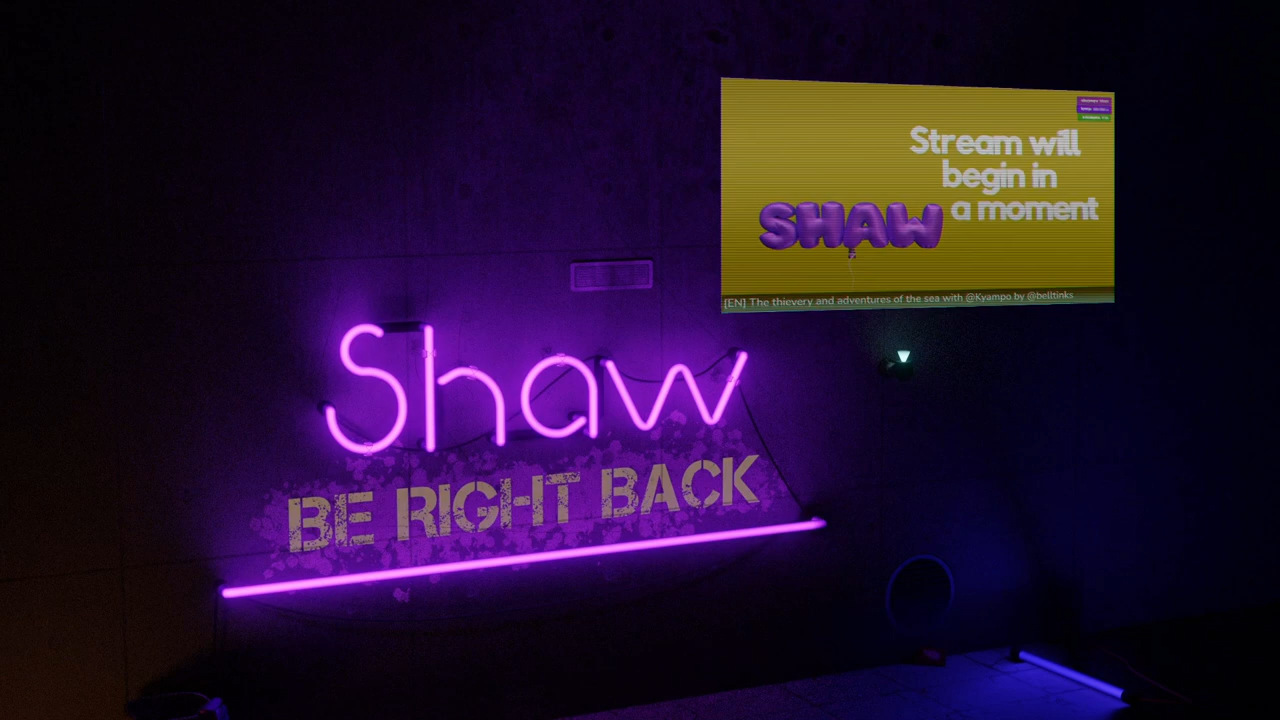 Stream will
begin in
a moment
SHAW
[EN] The thievery and adventures of the sea with @Kyampo by @belltinks
Shaw
BE RIGHT BACK